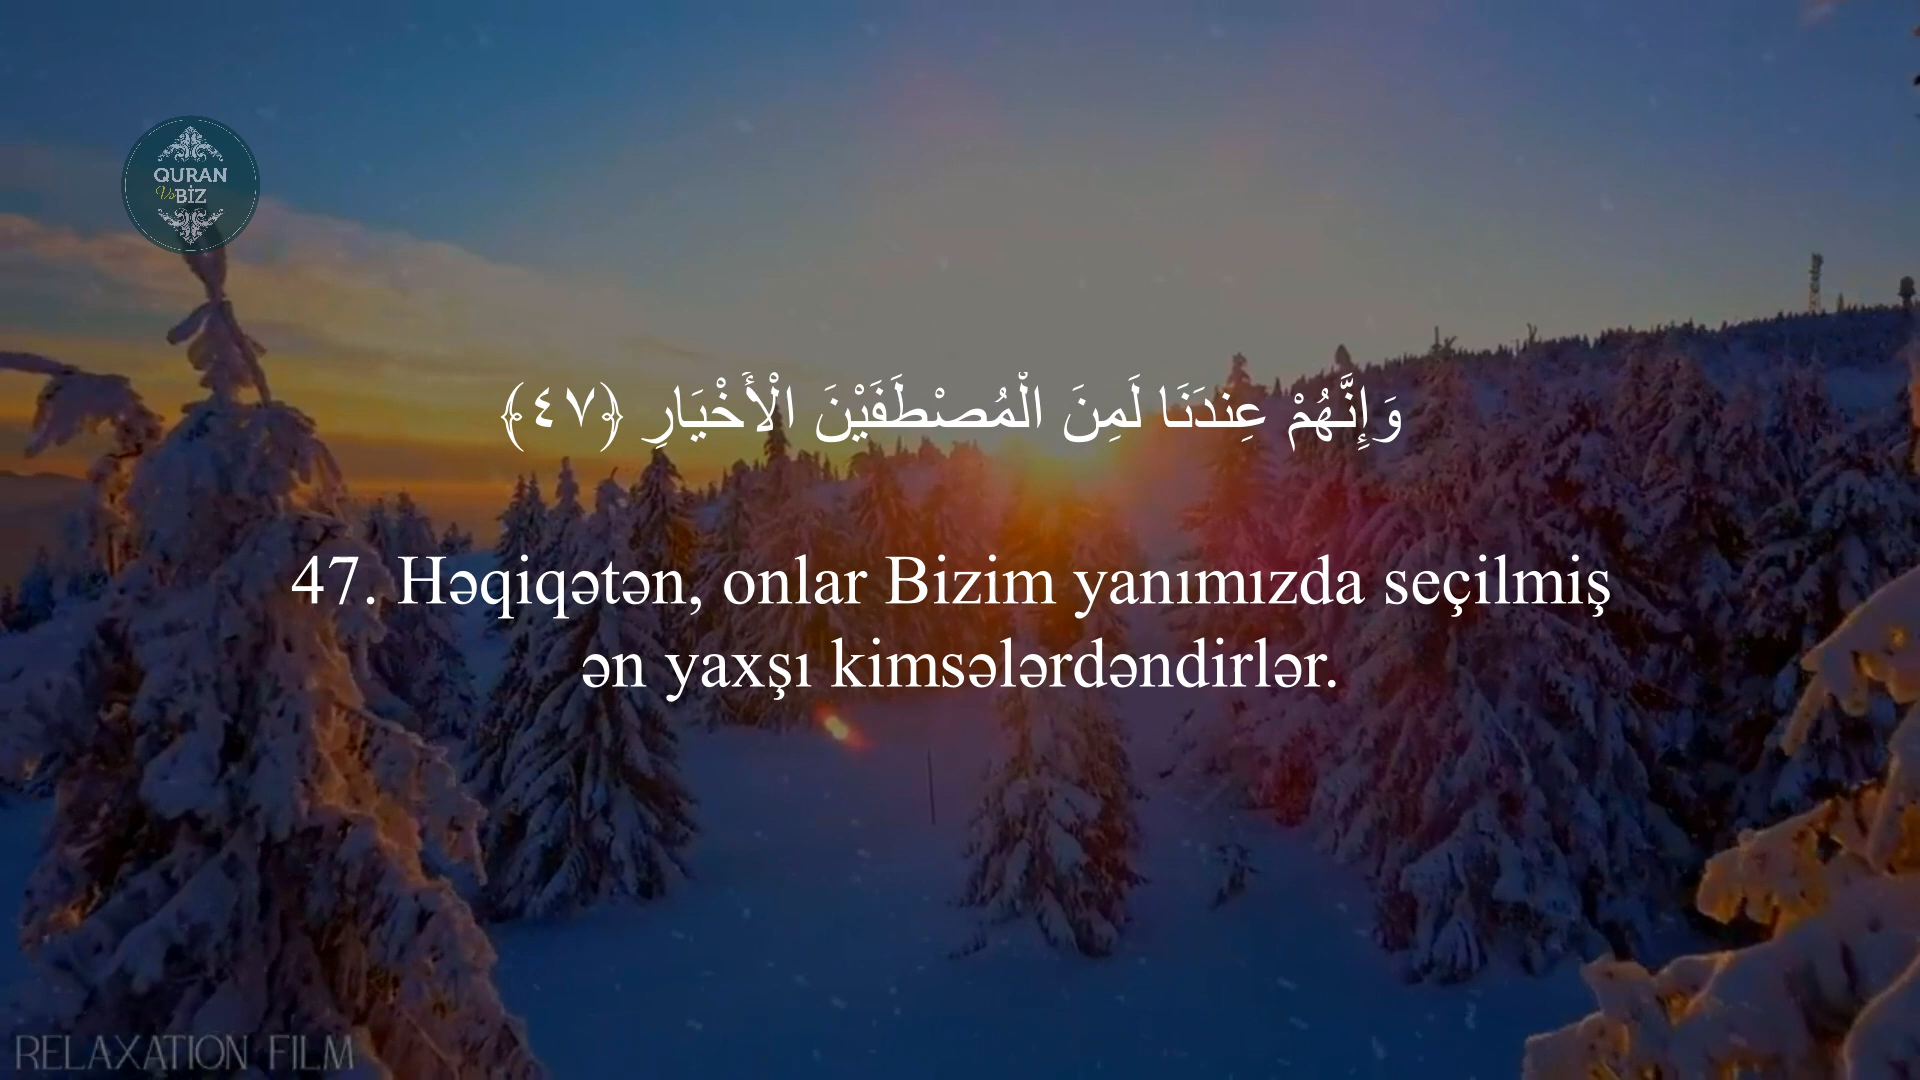 QURAN
Və BİZ
وَإِنَّهُمْ عِندَنَا لَمِنَ الْمُصْطَفَيْنَ الْأَخْيَارِ ﴿٤٧﴾
47. Həqiqətən, onlar Bizim yanımızda seçilmiş
ən yaxşı kimsələrdəndirlər.
RELAXATION FILM